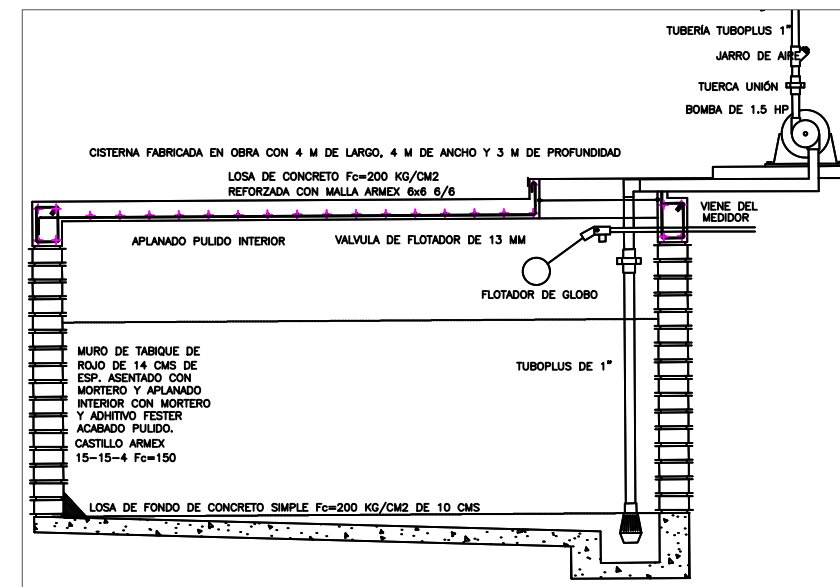 TUBERÍA TUBOPLUS 1"
JARRO DE AIRE
TUERCA UNIÓN
BOMBA DE 1.5 HP
CISTERNA FABRICADA EN OBRA CON 4 M DE LARGO, 4 M DE ANCHO Y 3 M DE PROFUNDIDAD
LOSA DE CONCRETO Fc=200 KG/CM2
REFORZADA CON MALLA ARMEX 6x6 6/6
VIENE DEL
MEDIDOR
APLANADO PULIDO INTERIOR
VALVULA DE FLOTADOR DE 13 MM
FLOTADOR DE GLOBO
MURO DE TABIQUE DE
ROJO DE 14 CMS DE
ESP. ASENTADO CON
MORTERO Y APLANADO
INTERIOR CON MORTERO
Y ADHITIVO FESTER
ACABADO PULIDO.
CASTILLO ARMEX
15-15-4 Fc=150
TUBOPLUS DE 1"
LOSA DE FONDO DE CONCRETO SIMPLE Fc=200 KG/CM2 DE 10 CMS